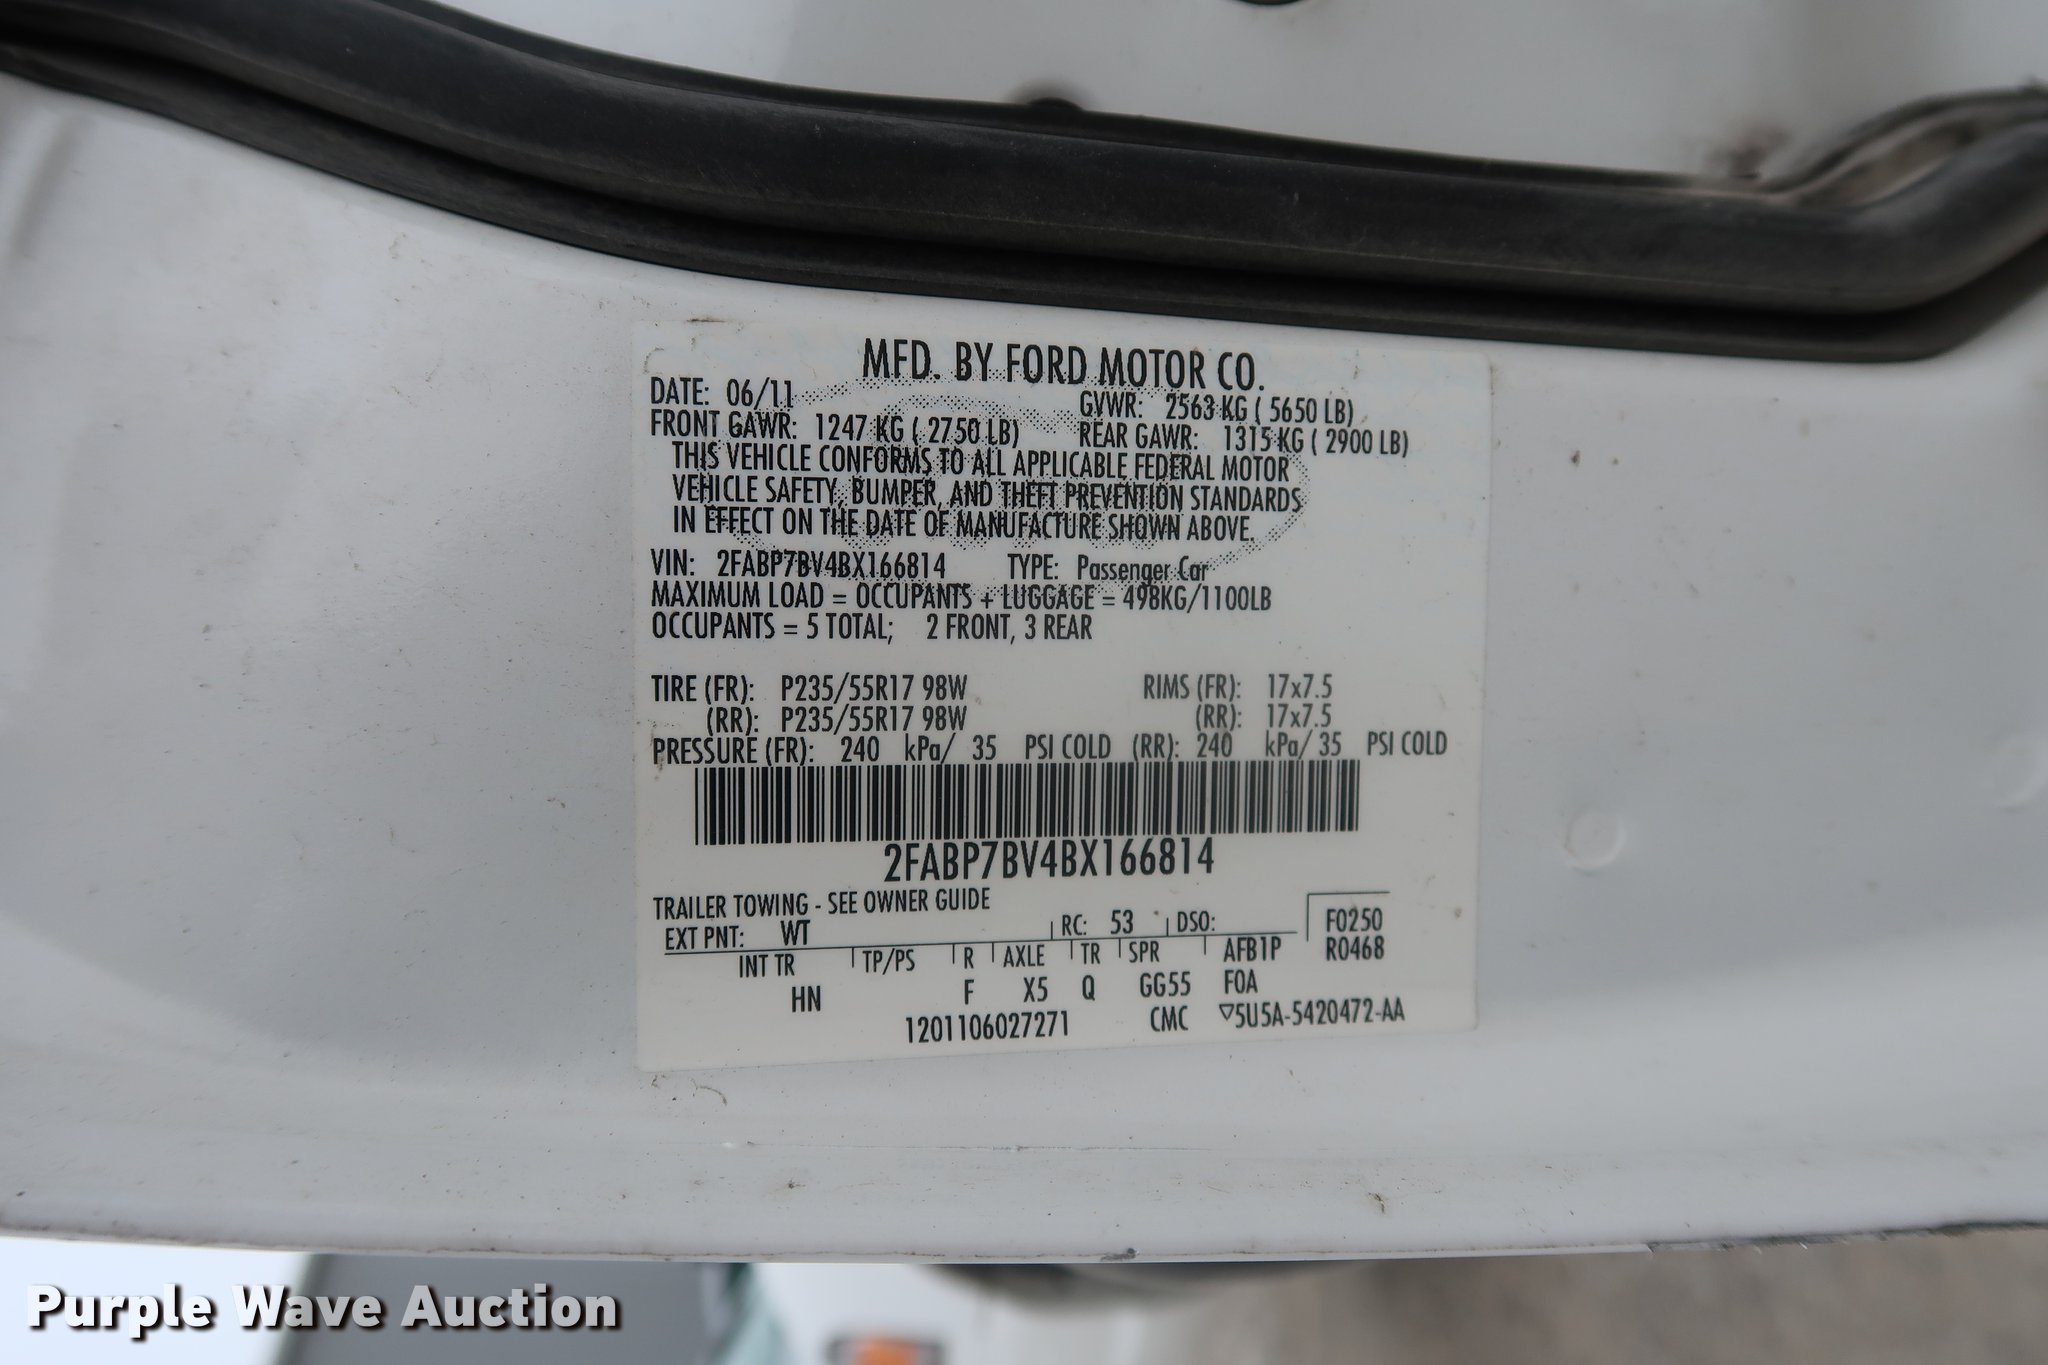 MFD. BY FORD MOTOR CO.
DATE: 06/11 GVWR: 2563 KG ( 5650 LB)
FRONT GAWR: 1247 KG ( 2750 LB) REAR GAWR: 1315 KG ( 2900 LB)
THIS VEHICLE CONFORMS TO ALL APPLICABLE FEDERAL MOTOR
VEHICLE SAFETY, BUMPER, AND THEFT PREVENTION STANDARDS
IN EFFECT ON THE DATE OF MANUFACTURE SHOWN ABOVE.
VIN: 2FABP7BV4BX166814 TYPE: Passenger Car
MAXIMUM LOAD = OCCUPANTS + LUGGAGE = 498KG/1100LB
OCCUPANTS = 5 TOTAL; 2 FRONT, 3 REAR
TIRE (FR): P235/55R17 98W RIMS (FR): 17x7.5
(RR): P235/55R17 98W (RR): 17x7.5
PRESSURE (FR): 240 kPa/ 35 PSI COLD (RR): 240 kPa/ 35 PSI COLD
2FABP7BV4BX166814
TRAILER TOWING - SEE OWNER GUIDE
EXT PNT: WT RC: 53 DSO: F0250
INT TR TP/PS R AXLE TR SPR AFB1P R0468
HN F X5 Q GG55 F0A
1201106027271 CMC ▽5U5A-5420472-AA
Purple Wave Auction